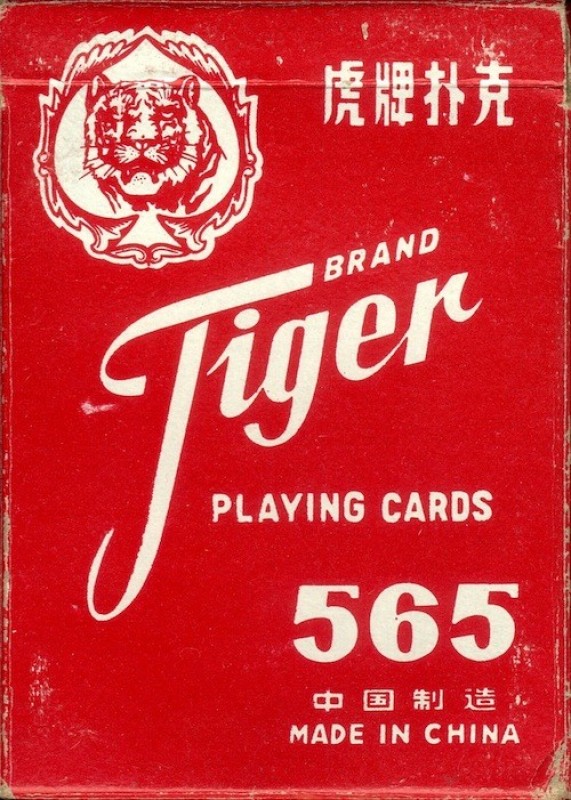 虎牌扑克
BRAND
Tiger
PLAYING CARDS
565
中国制造
MADE IN CHINA